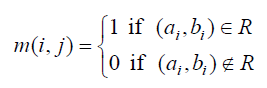 m(i, j) = { 1 if (a_i, b_i) ∈ R
0 if (a_i, b_i) ∉ R